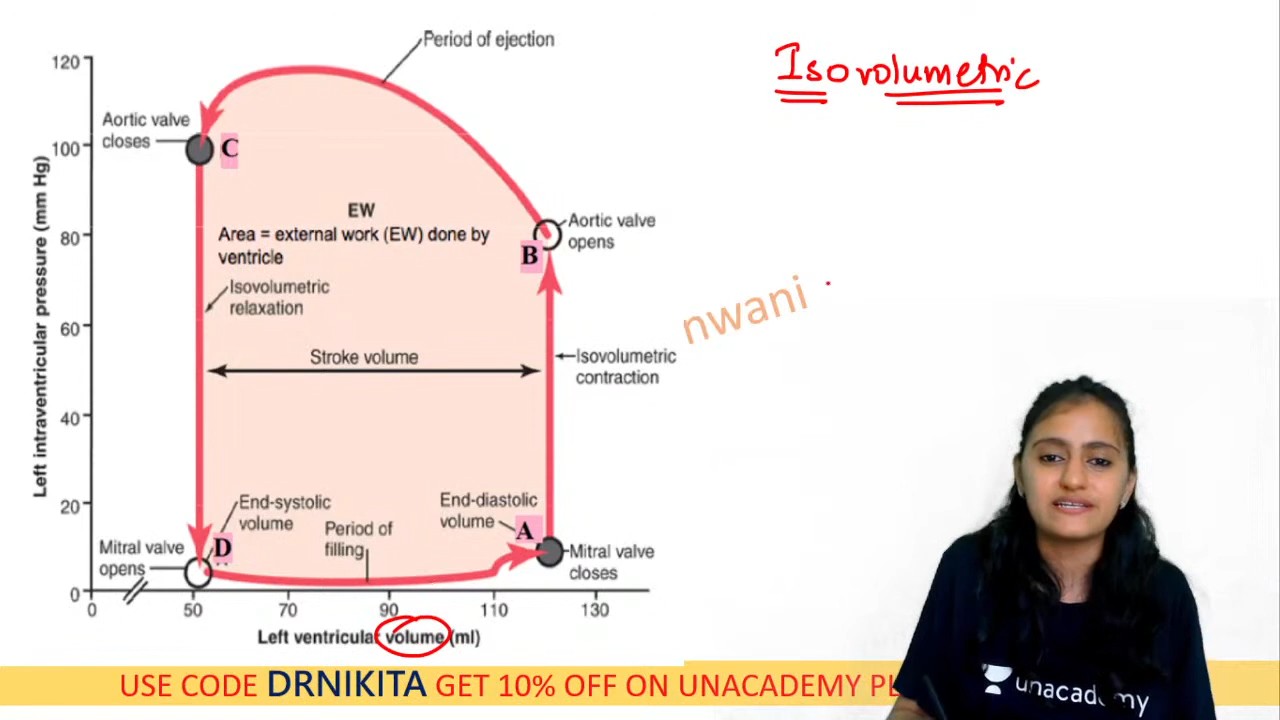 Period of ejection
Isovolumetric
120
Aortic valve
closes
C
100
EW
Area = external work (EW) done by
ventricle
Aortic valve
opens
B
80
Isovolumetric
relaxation
nwani
60
Stroke volume
Isovolumetric
contraction
40
20
End-systolic
volume
Period of
filling
End-diastolic
volume
A
Mitral valve
opens
D
Mitral valve
closes
0
0
50
70
90
110
130
Left intraventricular pressure (mm Hg)
Left ventricular volume (ml)
USE CODE DRNIKITA GET 10% OFF ON UNACADEMY PL
unacademy